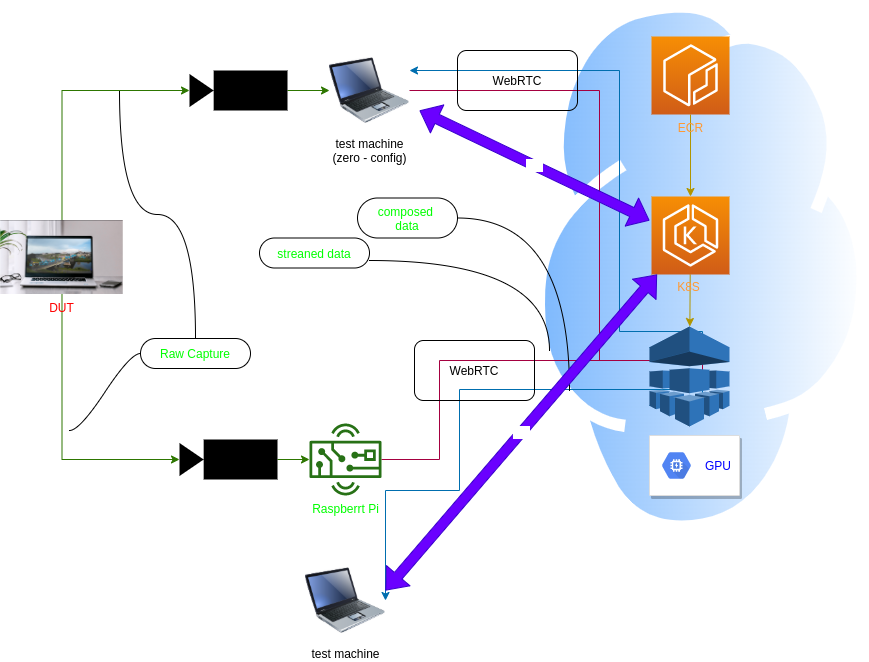 WebRTC
ECR
test machine
(zero - config)
composed
data
streaned data
K8S
DUT
Raw Capture
WebRTC
GPU
Raspberrt Pi
test machine